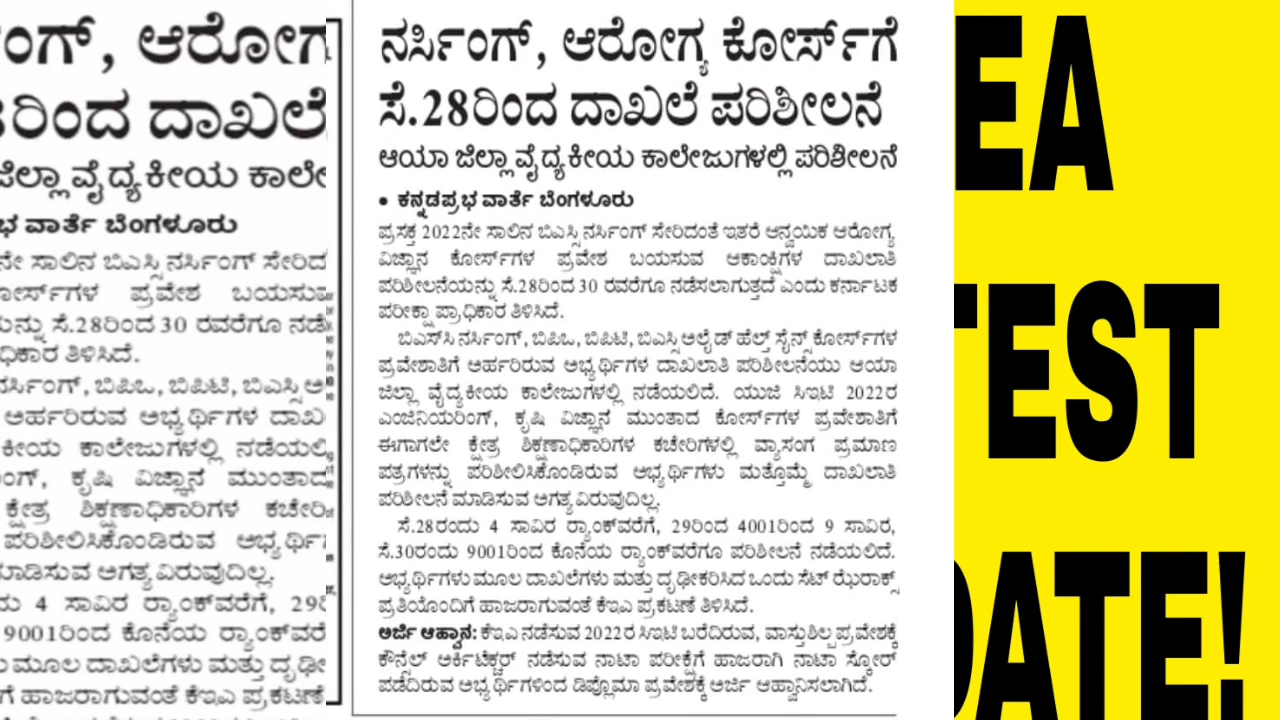 ನರ್ಸಿಂಗ್, ಆರೋಗ್ಯ ಕೋರ್ಸ್‌ಗೆ
ಸೆ.28ರಿಂದ ದಾಖಲೆ ಪರಿಶೀಲನೆ
ಆಯಾ ಜಿಲ್ಲಾ ವೈದ್ಯಕೀಯ ಕಾಲೇಜುಗಳಲ್ಲಿ ಪರಿಶೀಲನೆ
• ಕನ್ನಡಪ್ರಭ ವಾರ್ತೆ ಬೆಂಗಳೂರು
ಪ್ರಸಕ್ತ 2022ನೇ ಸಾಲಿನ ಬಿಎಸ್ಸಿ ನರ್ಸಿಂಗ್ ಸೇರಿದಂತೆ ಇತರೆ ಆನ್ವಯಿಕ ಆರೋಗ್ಯ
ವಿಜ್ಞಾನ ಕೋರ್ಸ್‌ಗಳ ಪ್ರವೇಶ ಬಯಸುವ ಆಕಾಂಕ್ಷಿಗಳ ದಾಖಲಾತಿ
ಪರಿಶೀಲನೆಯನ್ನು ಸೆ.28ರಿಂದ 30 ರವರೆಗೂ ನಡೆಸಲಾಗುತ್ತದೆ ಎಂದು ಕರ್ನಾಟಕ
ಪರೀಕ್ಷಾ ಪ್ರಾಧಿಕಾರ ತಿಳಿಸಿದೆ.
ಬಿಎಸ್‌ಸಿ ನರ್ಸಿಂಗ್, ಬಿಪಿಒ, ಬಿಪಿಟಿ, ಬಿಎಸ್ಸಿ ಅಲೈಡ್ ಹೆಲ್ತ್ ಸೈನ್ಸ್ ಕೋರ್ಸ್‌ಗಳ
ಪ್ರವೇಶಾತಿಗೆ ಅರ್ಹರಿರುವ ಅಭ್ಯರ್ಥಿಗಳ ದಾಖಲಾತಿ ಪರಿಶೀಲನೆಯು ಆಯಾ
ಜಿಲ್ಲಾ ವೈದ್ಯಕೀಯ ಕಾಲೇಜುಗಳಲ್ಲಿ ನಡೆಯಲಿದೆ. ಯುಜಿ ಸಿಇಟಿ 2022ರ
ಎಂಜಿನಿಯರಿಂಗ್, ಕೃಷಿ ವಿಜ್ಞಾನ ಮುಂತಾದ ಕೋರ್ಸ್‌ಗಳ ಪ್ರವೇಶಾತಿಗೆ
ಈಗಾಗಲೇ ಕ್ಷೇತ್ರ ಶಿಕ್ಷಣಾಧಿಕಾರಿಗಳ ಕಚೇರಿಗಳಲ್ಲಿ ವ್ಯಾಸಂಗ ಪ್ರಮಾಣ
ಪತ್ರಗಳನ್ನು ಪರಿಶೀಲಿಸಿಕೊಂಡಿರುವ ಅಭ್ಯರ್ಥಿಗಳು ಮತ್ತೊಮ್ಮೆ ದಾಖಲಾತಿ
ಪರಿಶೀಲನೆ ಮಾಡಿಸುವ ಅಗತ್ಯವಿರುವುದಿಲ್ಲ.
ಸೆ.28ರಂದು 4 ಸಾವಿರ ರ‍್ಯಾಂಕ್‌ವರೆಗೆ, 29ರಿಂದ 4001ರಿಂದ 9 ಸಾವಿರ,
ಸೆ.30ರಂದು 9001ರಿಂದ ಕೊನೆಯ ರ‍್ಯಾಂಕ್‌ವರೆಗೂ ಪರಿಶೀಲನೆ ನಡೆಯಲಿದೆ.
ಅಭ್ಯರ್ಥಿಗಳು ಮೂಲ ದಾಖಲೆಗಳು ಮತ್ತು ದೃಢೀಕರಿಸಿದ ಒಂದು ಸೆಟ್ ಝೆರಾಕ್ಸ್
ಪ್ರತಿಯೊಂದಿಗೆ ಹಾಜರಾಗುವಂತೆ ಕೆಇಎ ಪ್ರಕಟಣೆ ತಿಳಿಸಿದೆ.
ಅರ್ಜಿ ಆಹ್ವಾನ: ಕೆಇಎ ನಡೆಸುವ 2022ರ ಸಿಇಟಿ ಬರೆದಿರುವ, ವಾಸ್ತುಶಿಲ್ಪ ಪ್ರವೇಶಕ್ಕೆ
ಕೌನ್ಸೆಲ್ ಆರ್ಕಿಟೆಕ್ಚರ್ ನಡೆಸುವ ನಾಟಾ ಪರೀಕ್ಷೆಗೆ ಹಾಜರಾಗಿ ನಾಟಾ ಸ್ಕೋರ್
ಪಡೆದಿರುವ ಅಭ್ಯರ್ಥಿಗಳಿಂದ ಡಿಪ್ಲೊಮಾ ಪ್ರವೇಶಕ್ಕೆ ಅರ್ಜಿ ಆಹ್ವಾನಿಸಲಾಗಿದೆ.
EA
TEST
DATE!